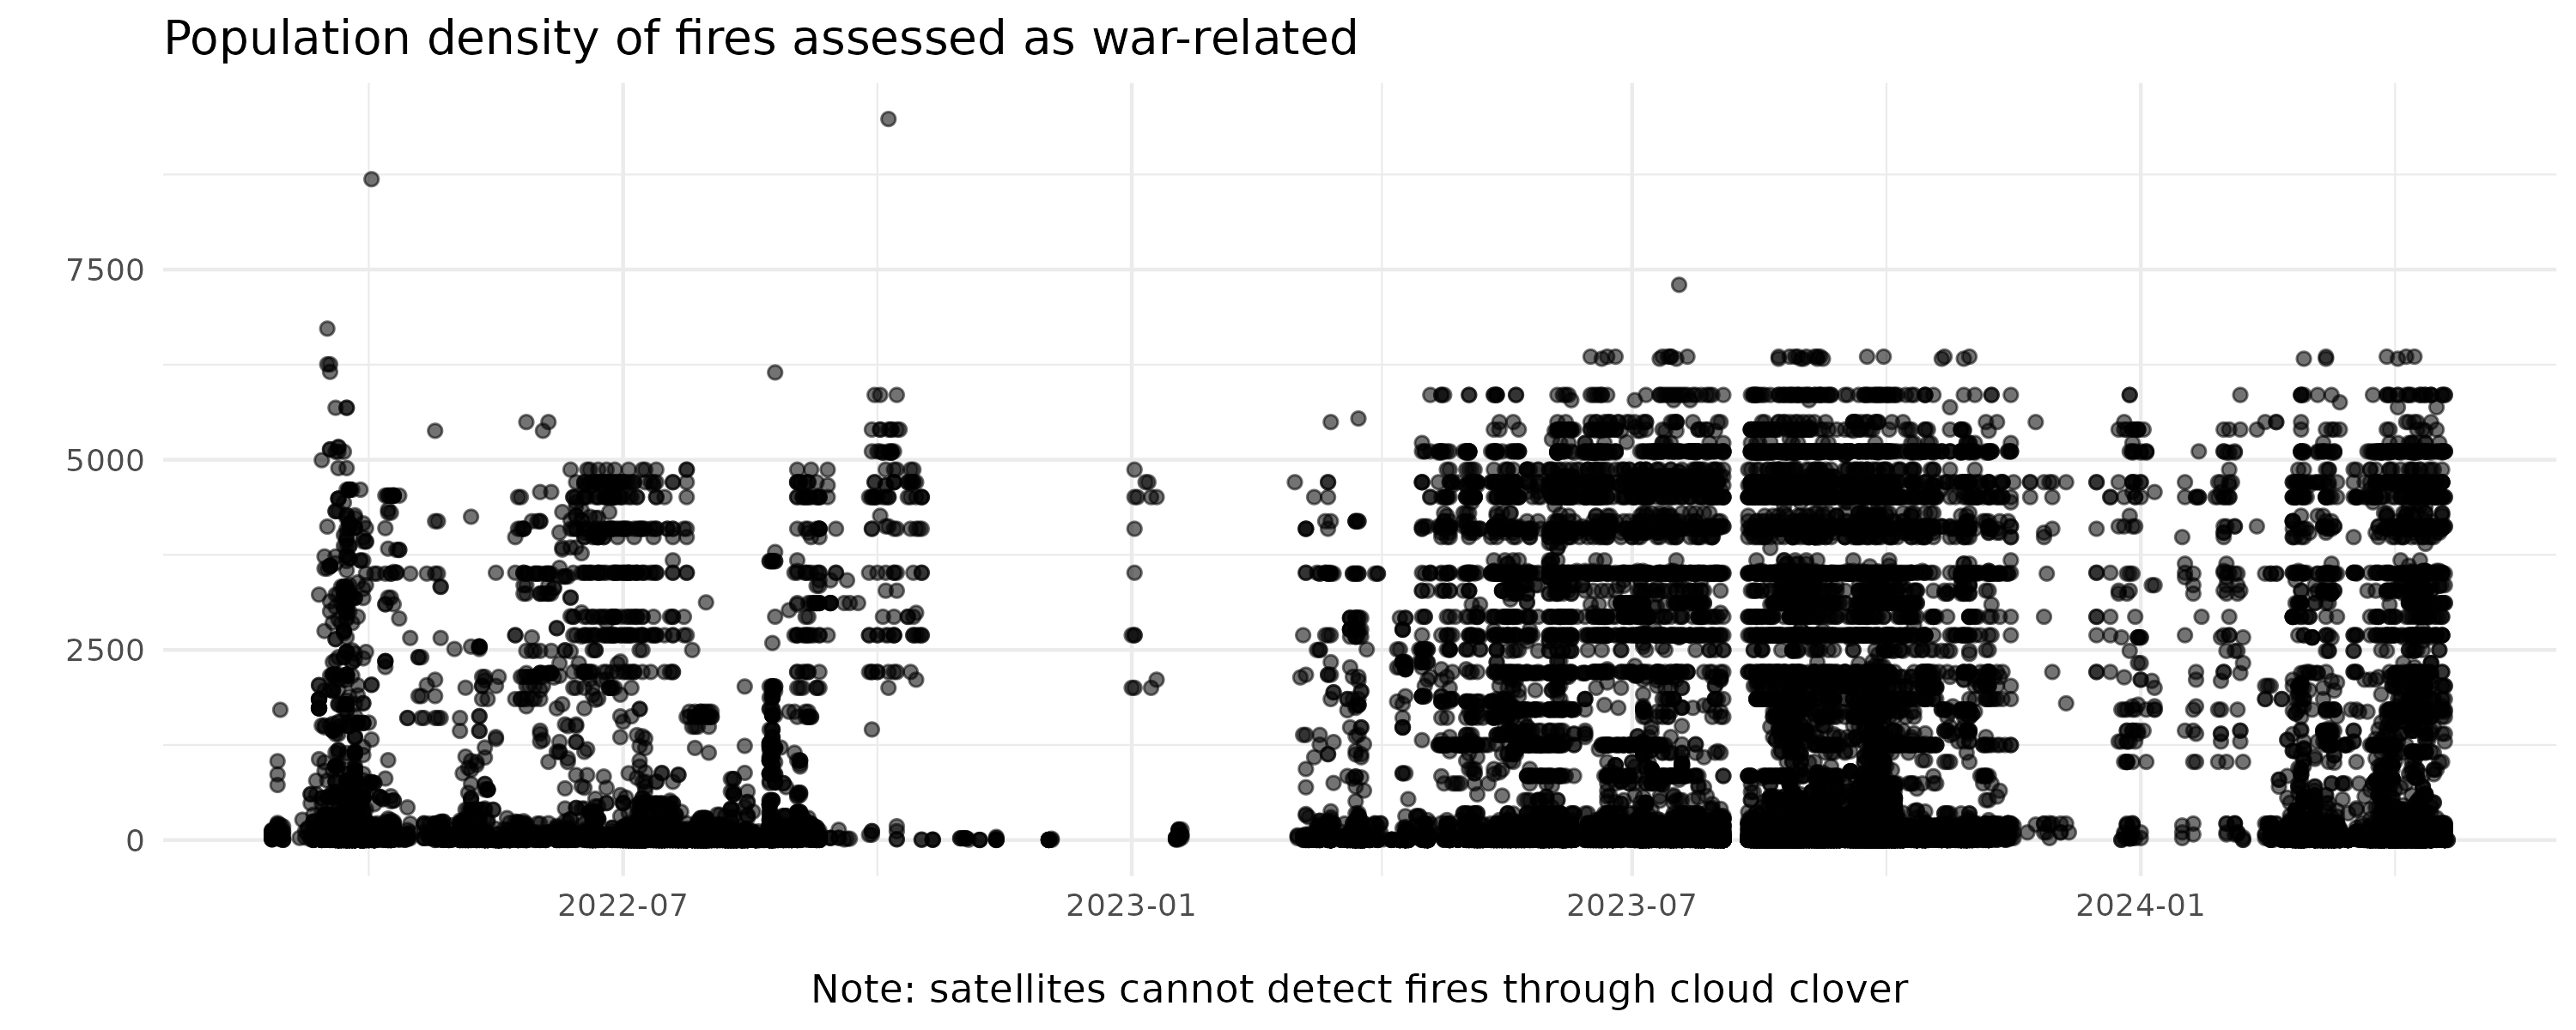 Population density of fires assessed as war-related
7500
5000
2500
0
2022-07 2023-01 2023-07 2024-01
Note: satellites cannot detect fires through cloud clover